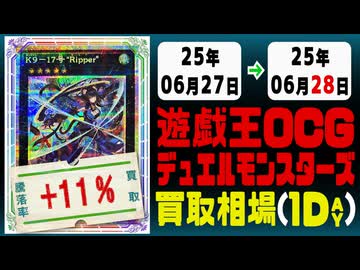 K9-17号"Ripper"
買取
騰落率
+11%
25年
06月27日
25年
06月28日
遊戯王OCG
デュエルモンスターズ
買取相場(1D)